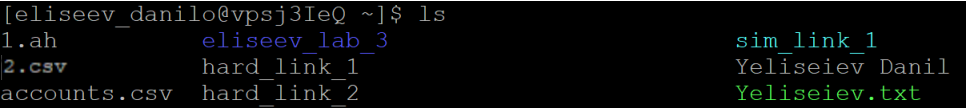 [eliseev_danilo@vpsj3IeQ ~]$ ls
1.ah eliseev_lab_3 sim_link_1
2.csv hard_link_1 Yeliseiev Danil
accounts.csv hard_link_2 Yeliseiev.txt